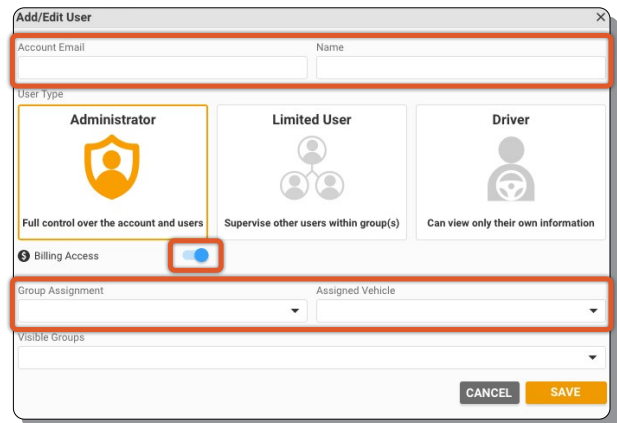 Add/Edit User
Account Email
Name
User Type
Administrator
Full control over the account and users
Limited User
Supervise other users within group(s)
Driver
Can view only their own information
$ Billing Access
Group Assignment
Assigned Vehicle
Visible Groups
CANCEL
SAVE